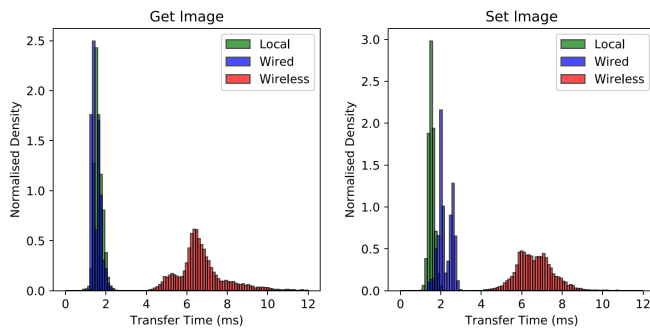 Get Image
Normalised Density
2.5
2.0
1.5
1.0
0.5
0.0
Local
Wired
Wireless
0 2 4 6 8 10 12
Transfer Time (ms)
Set Image
Normalised Density
3.0
2.5
2.0
1.5
1.0
0.5
0.0
Local
Wired
Wireless
0 2 4 6 8 10 12
Transfer Time (ms)